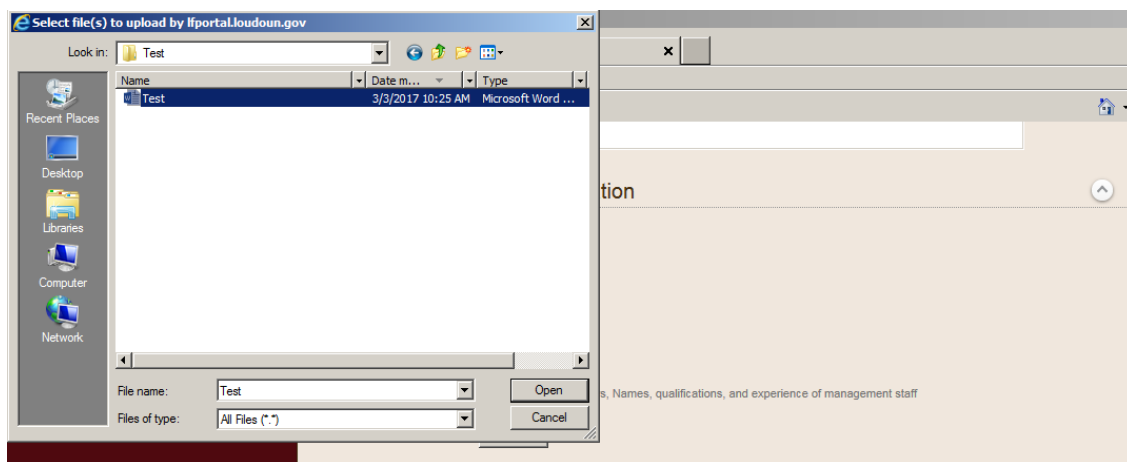 Select file(s) to upload by lfportal.loudoun.gov
Look in: Test
Name Date m... Type
Test 3/3/2017 10:25 AM Microsoft Word ...
Recent Places
Desktop
Libraries
Computer
Network
File name: Test Open
Files of type: All Files (*.*) Cancel
tion
s, Names, qualifications, and experience of management staff